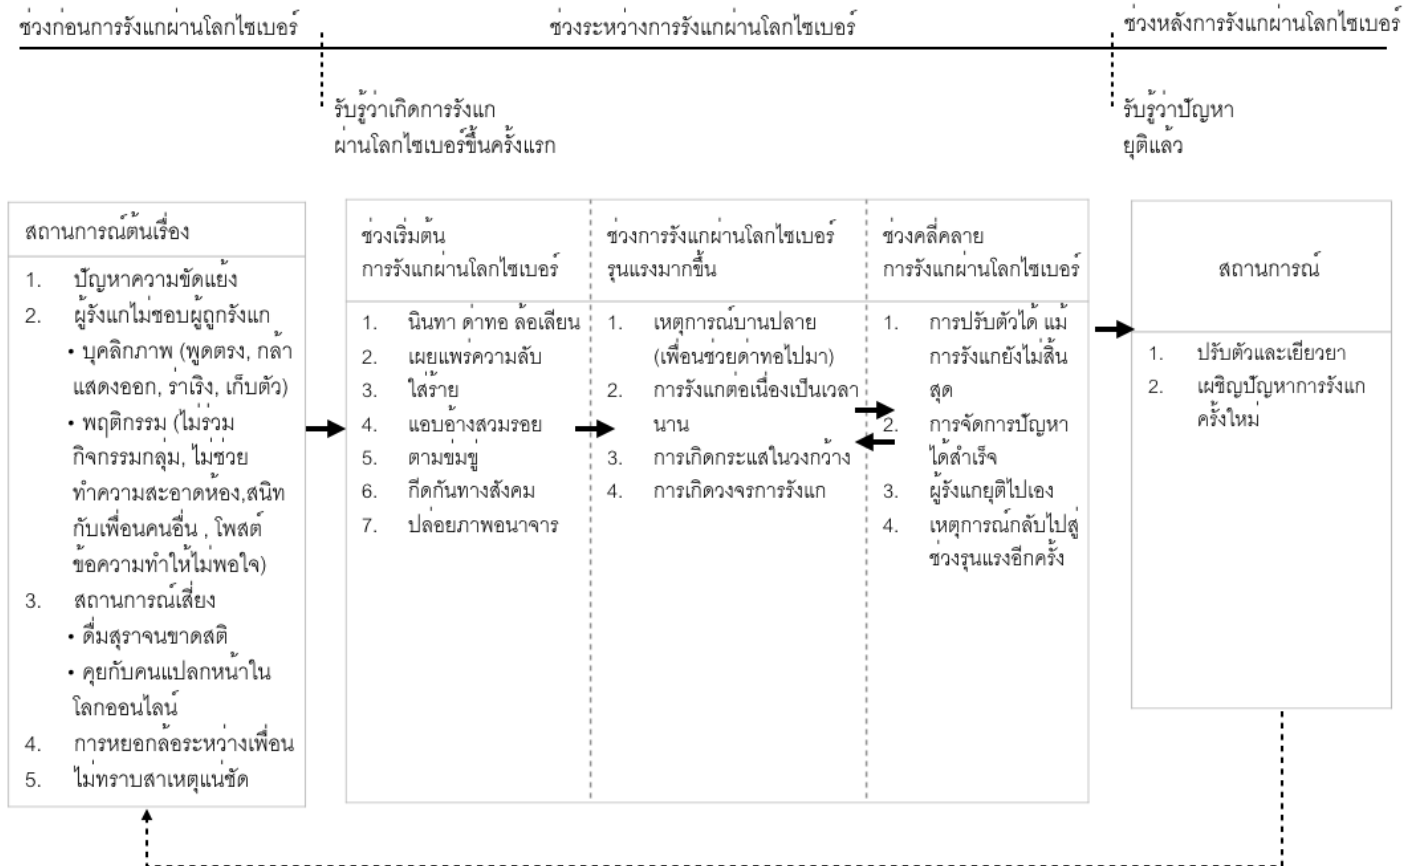 ช่วงก่อนการรังแกผ่านโลกไซเบอร์
ช่วงระหว่างการรังแกผ่านโลกไซเบอร์
ช่วงหลังการรังแกผ่านโลกไซเบอร์
รับรู้ว่าเกิดการรังแก
ผ่านโลกไซเบอร์ขึ้นครั้งแรก
รับรู้ว่าปัญหา
ยุติแล้ว
สถานการณ์ต้นเรื่อง
1. ปัญหาความขัดแย้ง
2. ผู้รังแกไม่ชอบผู้ถูกรังแก
• บุคลิกภาพ (พูดตรง, กล้า
แสดงออก, ร่าเริง, เก็บตัว)
• พฤติกรรม (ไม่ร่วม
กิจกรรมกลุ่ม, ไม่ช่วย
ทำความสะอาดห้อง,สนิท
กับเพื่อนคนอื่น , โพสต์
ข้อความทำให้ไม่พอใจ)
3. สถานการณ์เสี่ยง
• ดื่มสุราจนขาดสติ
• คุยกับคนแปลกหน้าใน
โลกออนไลน์
4. การหยอกล้อระหว่างเพื่อน
5. ไม่ทราบสาเหตุแน่ชัด
ช่วงเริ่มต้น
การรังแกผ่านโลกไซเบอร์
1. นินทา ด่าทอ ล้อเลียน
2. เผยแพร่ความลับ
3. ใส่ร้าย
4. แอบอ้างสวมรอย
5. ตามข่มขู่
6. กีดกันทางสังคม
7. ปล่อยภาพอนาจาร
ช่วงการรังแกผ่านโลกไซเบอร์
รุนแรงมากขึ้น
1. เหตุการณ์บานปลาย
(เพื่อนช่วยด่าทอไปมา)
2. การรังแกต่อเนื่องเป็นเวลา
นาน
3. การเกิดกระแสในวงกว้าง
4. การเกิดวงจรการรังแก
ช่วงคลี่คลาย
การรังแกผ่านโลกไซเบอร์
1. การปรับตัวได้ แม้
การรังแกยังไม่สิ้น
สุด
2. การจัดการปัญหา
ได้สำเร็จ
3. ผู้รังแกยุติไปเอง
4. เหตุการณ์กลับไปสู่
ช่วงรุนแรงอีกครั้ง
สถานการณ์
1. ปรับตัวและเยียวยา
2. เผชิญปัญหาการรังแก
ครั้งใหม่